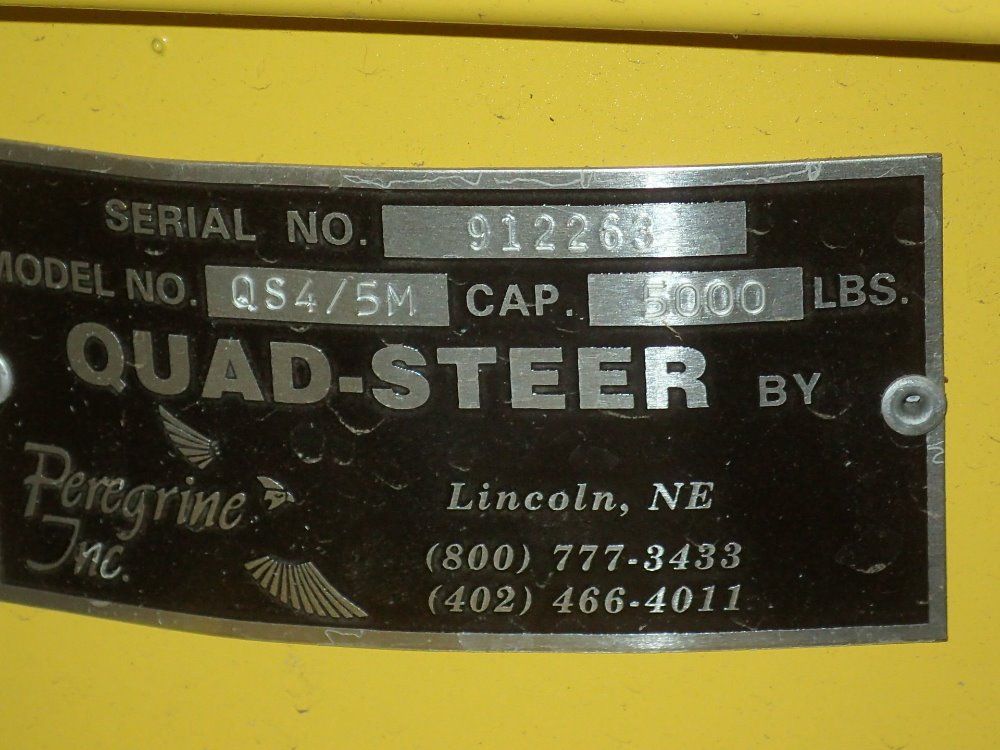 SERIAL NO. 912263
MODEL NO. QS4/5M CAP. 5000 LBS.
QUAD-STEER BY
Peregrine
Inc.
Lincoln, NE
(800) 777-3433
(402) 466-4011